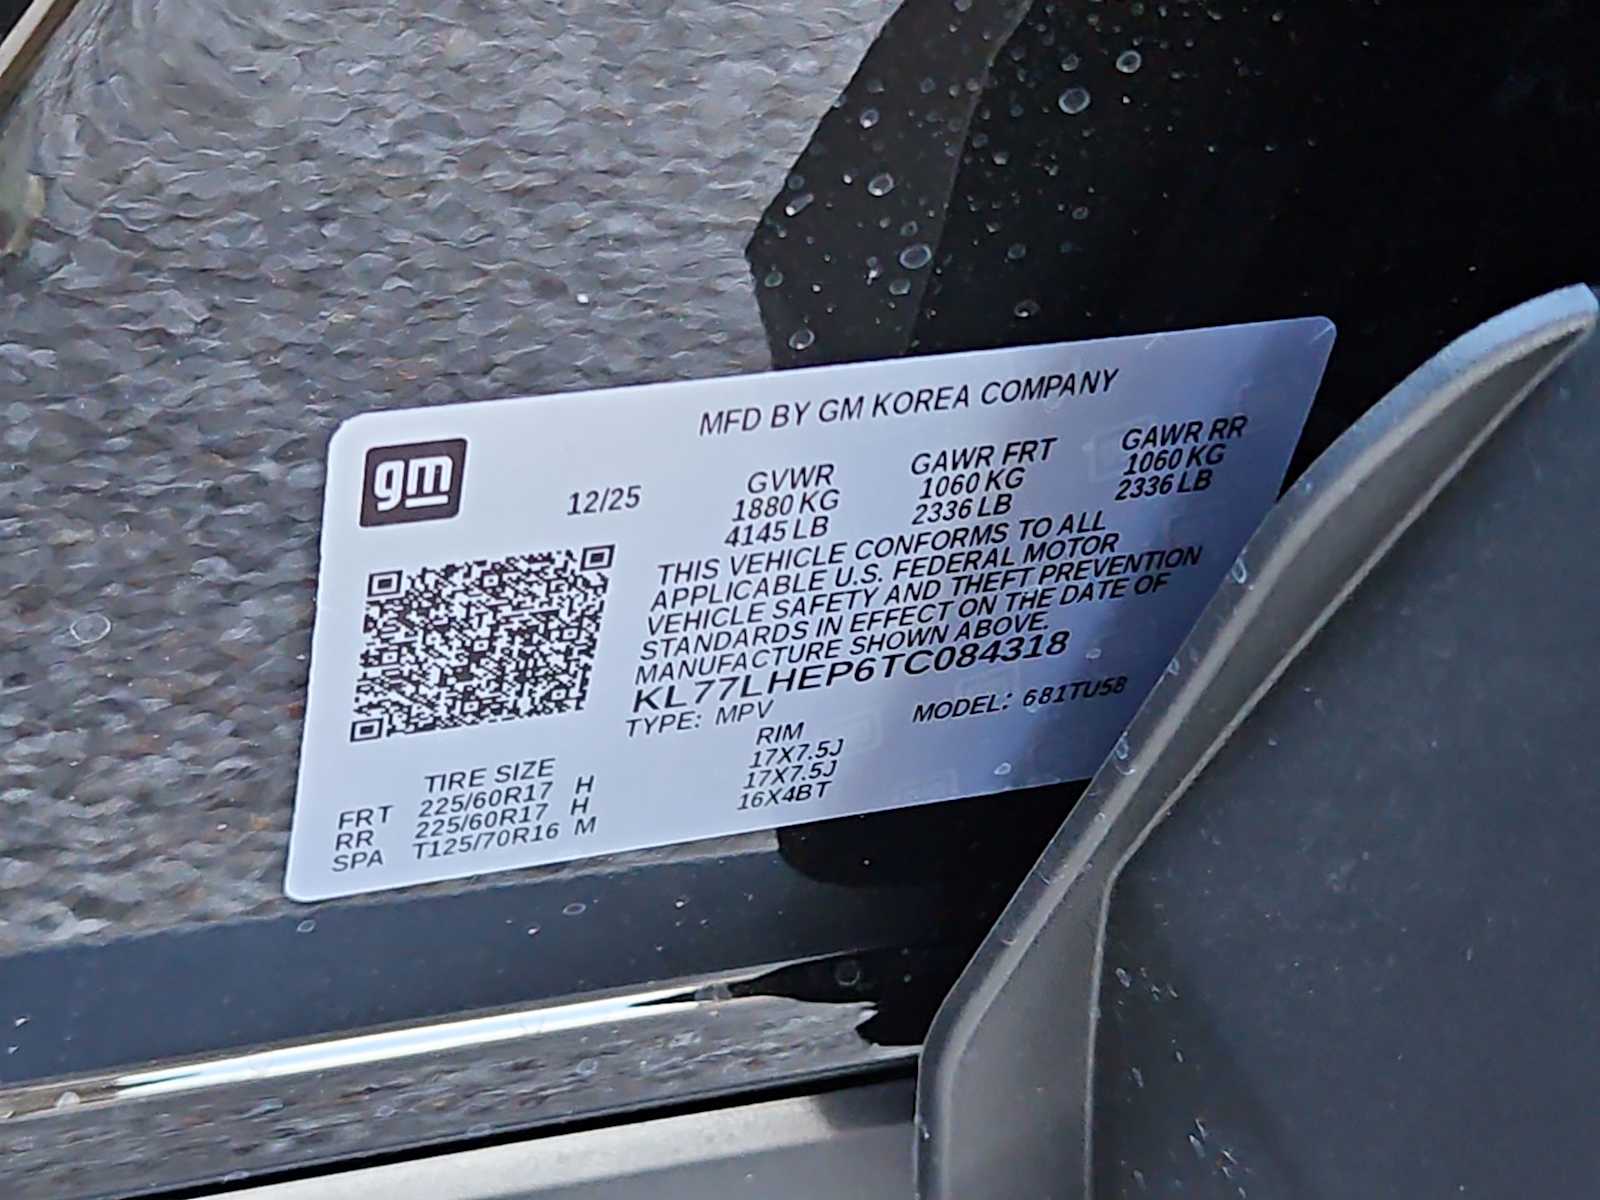 MFD BY GM KOREA COMPANY
gm
12/25
GVWR GAWR FRT GAWR RR
1880 KG 1060 KG 1060 KG
4145 LB 2336 LB 2336 LB
THIS VEHICLE CONFORMS TO ALL
APPLICABLE U.S. FEDERAL MOTOR
VEHICLE SAFETY AND THEFT PREVENTION
STANDARDS IN EFFECT ON THE DATE OF
MANUFACTURE SHOWN ABOVE.
KL77LHEP6TC084318
TYPE: MPV MODEL: 681TU58
TIRE SIZE RIM
FRT 225/60R17 H 17X7.5J
RR 225/60R17 H 17X7.5J
SPA T125/70R16 M 16X4BT